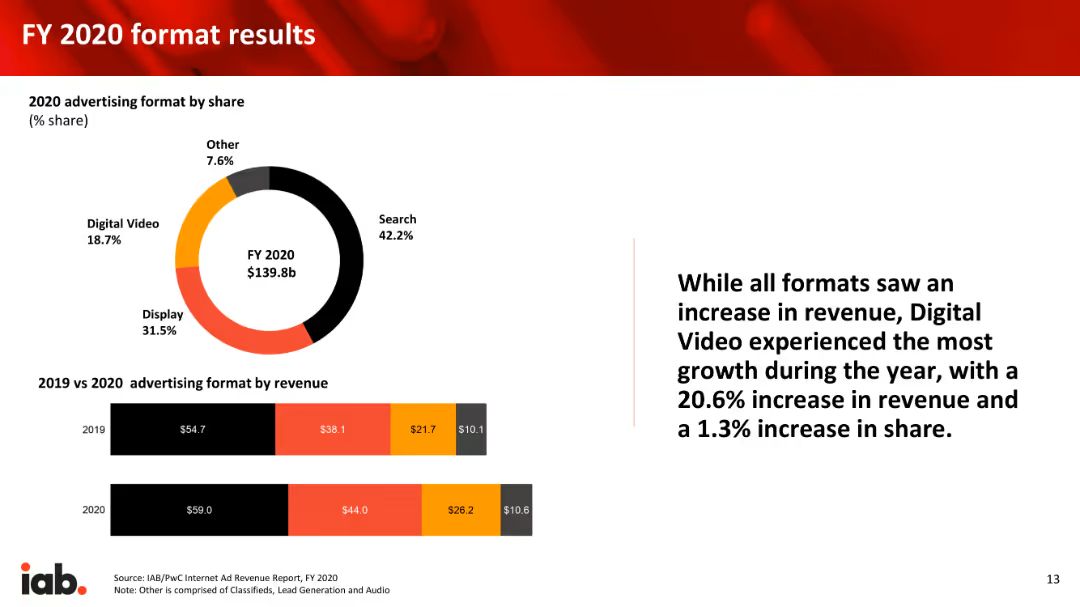 FY 2020 format results
2020 advertising format by share
(% share)
Other
7.6%
Digital Video
18.7%
Search
42.2%
FY 2020
$139.8b
Display
31.5%
2019 vs 2020  advertising format by revenue
2019
$54.7
$38.1
$21.7
$10.1
2020
$59.0
$44.0
$26.2
$10.6
While all formats saw an
increase in revenue, Digital
Video experienced the most
growth during the year, with a
20.6% increase in revenue and
a 1.3% increase in share.
iab.
Source: IAB/PwC Internet Ad Revenue Report, FY 2020
Note: Other is comprised of Classifieds, Lead Generation and Audio
13